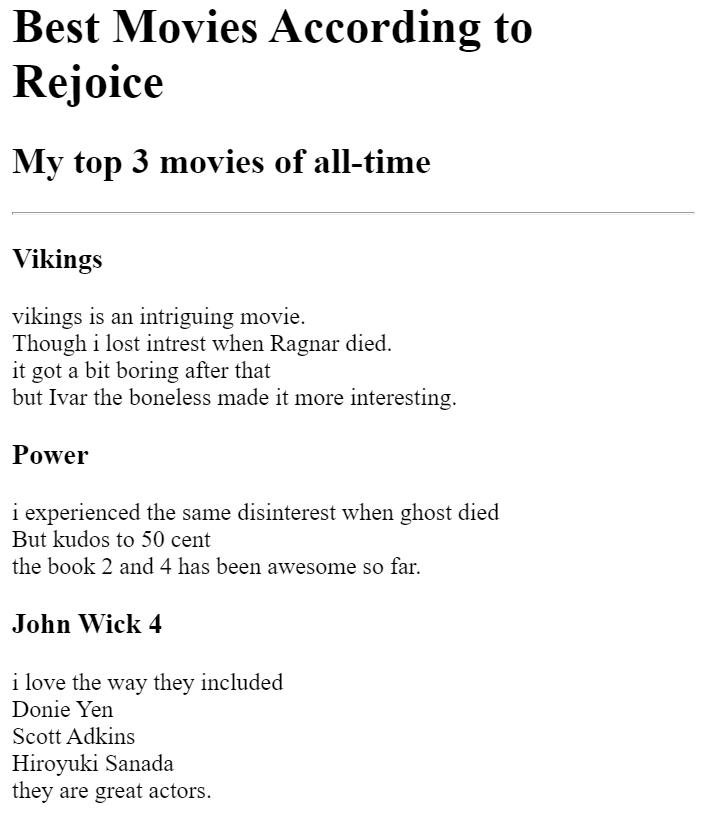 Best Movies According to
Rejoice
My top 3 movies of all-time
Vikings
vikings is an intriguing movie.
Though i lost intrest when Ragnar died.
it got a bit boring after that
but Ivar the boneless made it more interesting.
Power
i experienced the same disinterest when ghost died
But kudos to 50 cent
the book 2 and 4 has been awesome so far.
John Wick 4
i love the way they included
Donie Yen
Scott Adkins
Hiroyuki Sanada
they are great actors.